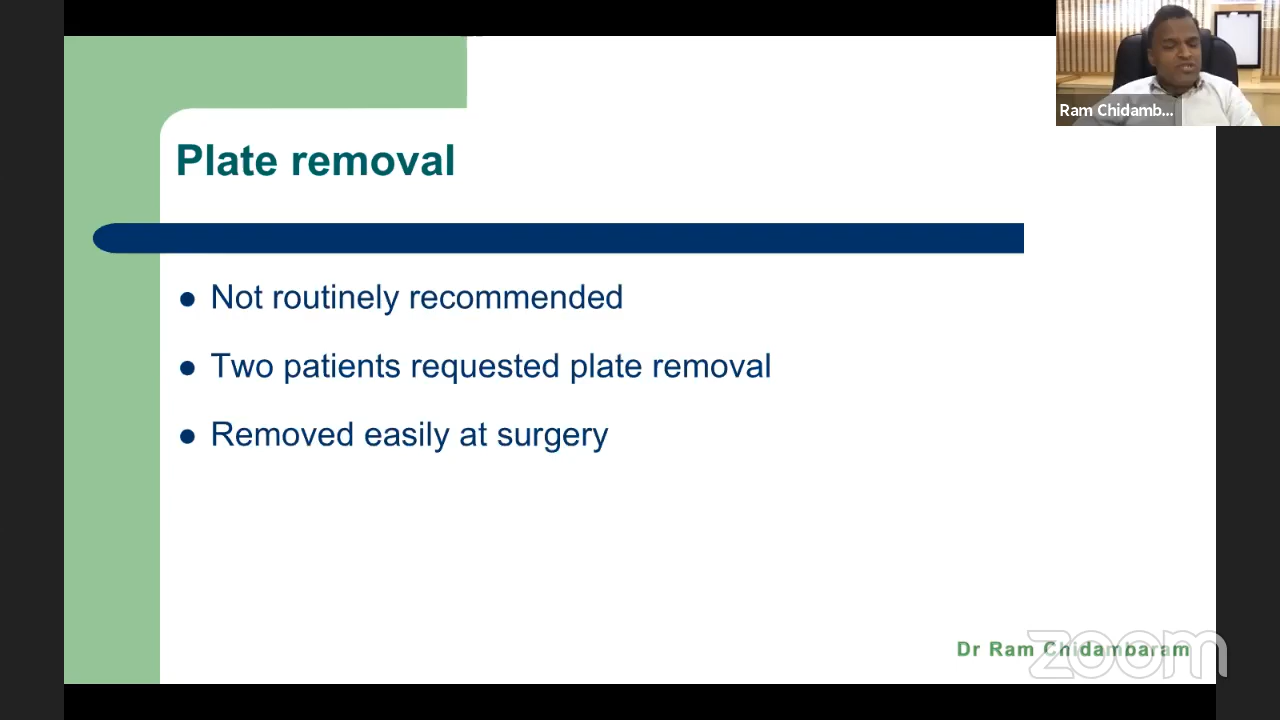 Ram Chidamb...
Plate removal
Not routinely recommended
Two patients requested plate removal
Removed easily at surgery
Dr Ram Chidambaram
zoom